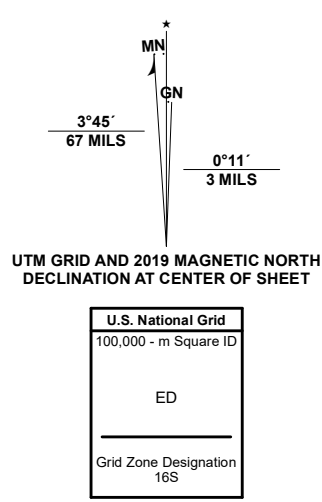 MN
GN
3°45´
67 MILS
0°11´
3 MILS
UTM GRID AND 2019 MAGNETIC NORTH
DECLINATION AT CENTER OF SHEET
U.S. National Grid
100,000 - m Square ID
ED
Grid Zone Designation
16S